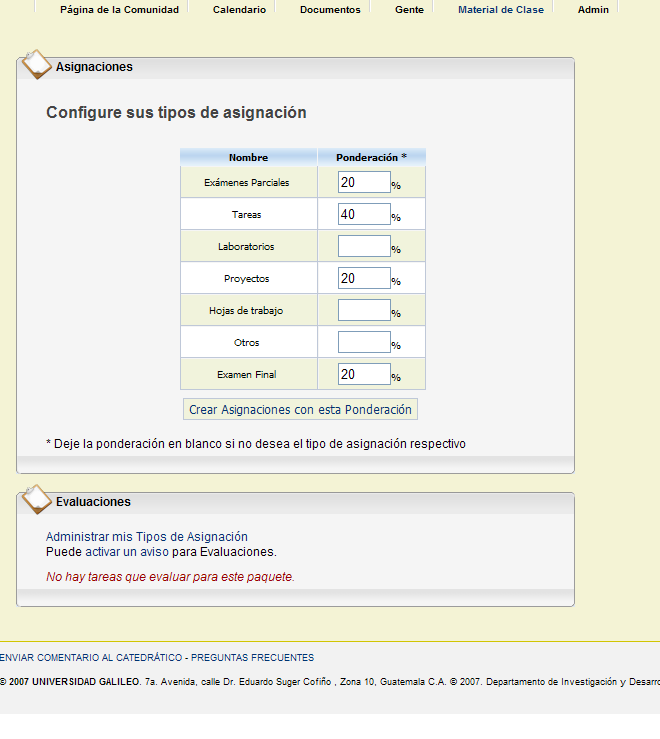 Página de la Comunidad Calendario Documentos Gente Material de Clase Admin
Asignaciones
Configure sus tipos de asignación
Nombre Ponderación *
Exámenes Parciales 20 %
Tareas 40 %
Laboratorios %
Proyectos 20 %
Hojas de trabajo %
Otros %
Examen Final 20 %
Crear Asignaciones con esta Ponderación
* Deje la ponderación en blanco si no desea el tipo de asignación respectivo
Evaluaciones
Administrar mis Tipos de Asignación
Puede activar un aviso para Evaluaciones.
No hay tareas que evaluar para este paquete.
ENVIAR COMENTARIO AL CATEDRÁTICO - PREGUNTAS FRECUENTES
© 2007 UNIVERSIDAD GALILEO. 7a. Avenida, calle Dr. Eduardo Suger Cofiño , Zona 10, Guatemala C.A. © 2007. Departamento de Investigación y